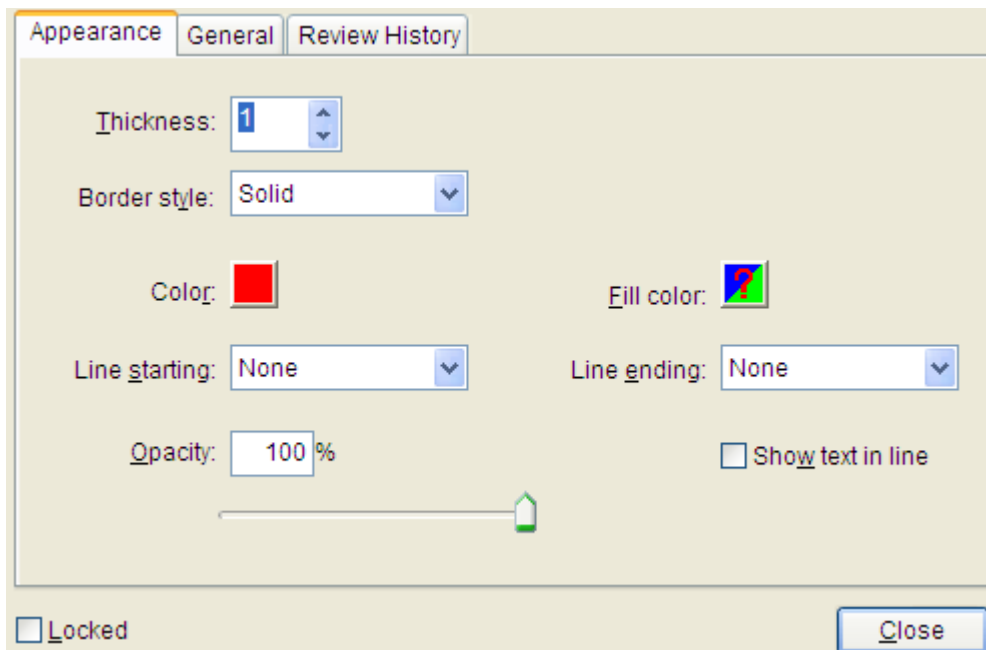 Appearance General Review History
Thickness: 1
Border style: Solid
Color: Fill color: ?
Line starting: None Line ending: None
Opacity: 100 % Show text in line
Locked Close